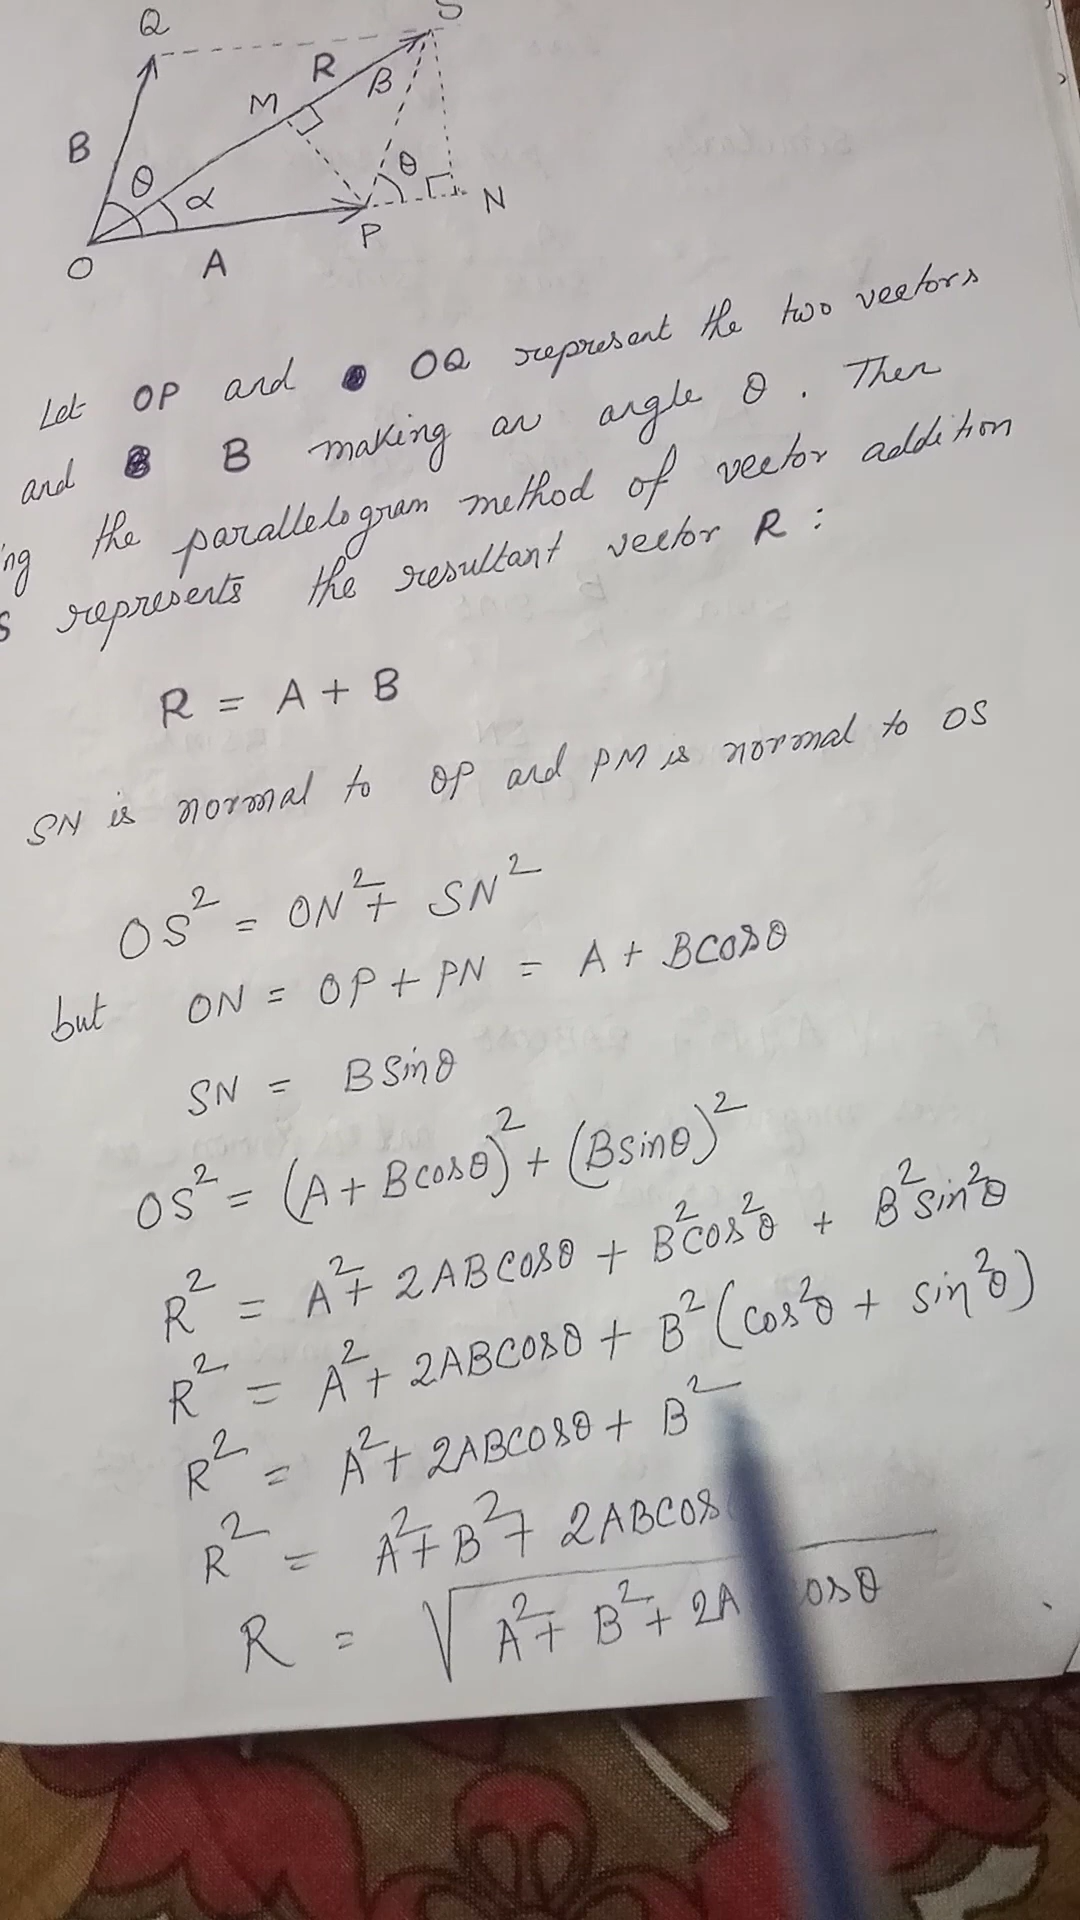 Q
S
R
B
M
B
θ
θ
α
N
P
O
A
Let OP and OQ represent the two vectors
and B making an angle θ. Then
the parallelogram method of vector addition
represents the resultant vector R:
R = A + B
SN is normal to OP and PM is normal to OS
OS² = ON² + SN²
but ON = OP + PN = A + Bcosθ
SN = Bsinθ
OS² = (A + Bcosθ)² + (Bsinθ)²
R² = A² + 2ABcosθ + B²cos²θ + B²sin²θ
R² = A² + 2ABcosθ + B²(cos²θ + sin²θ)
R² = A² + 2ABcosθ + B²
R² = A² + B² + 2ABcos
R = √A² + B² + 2A osθ